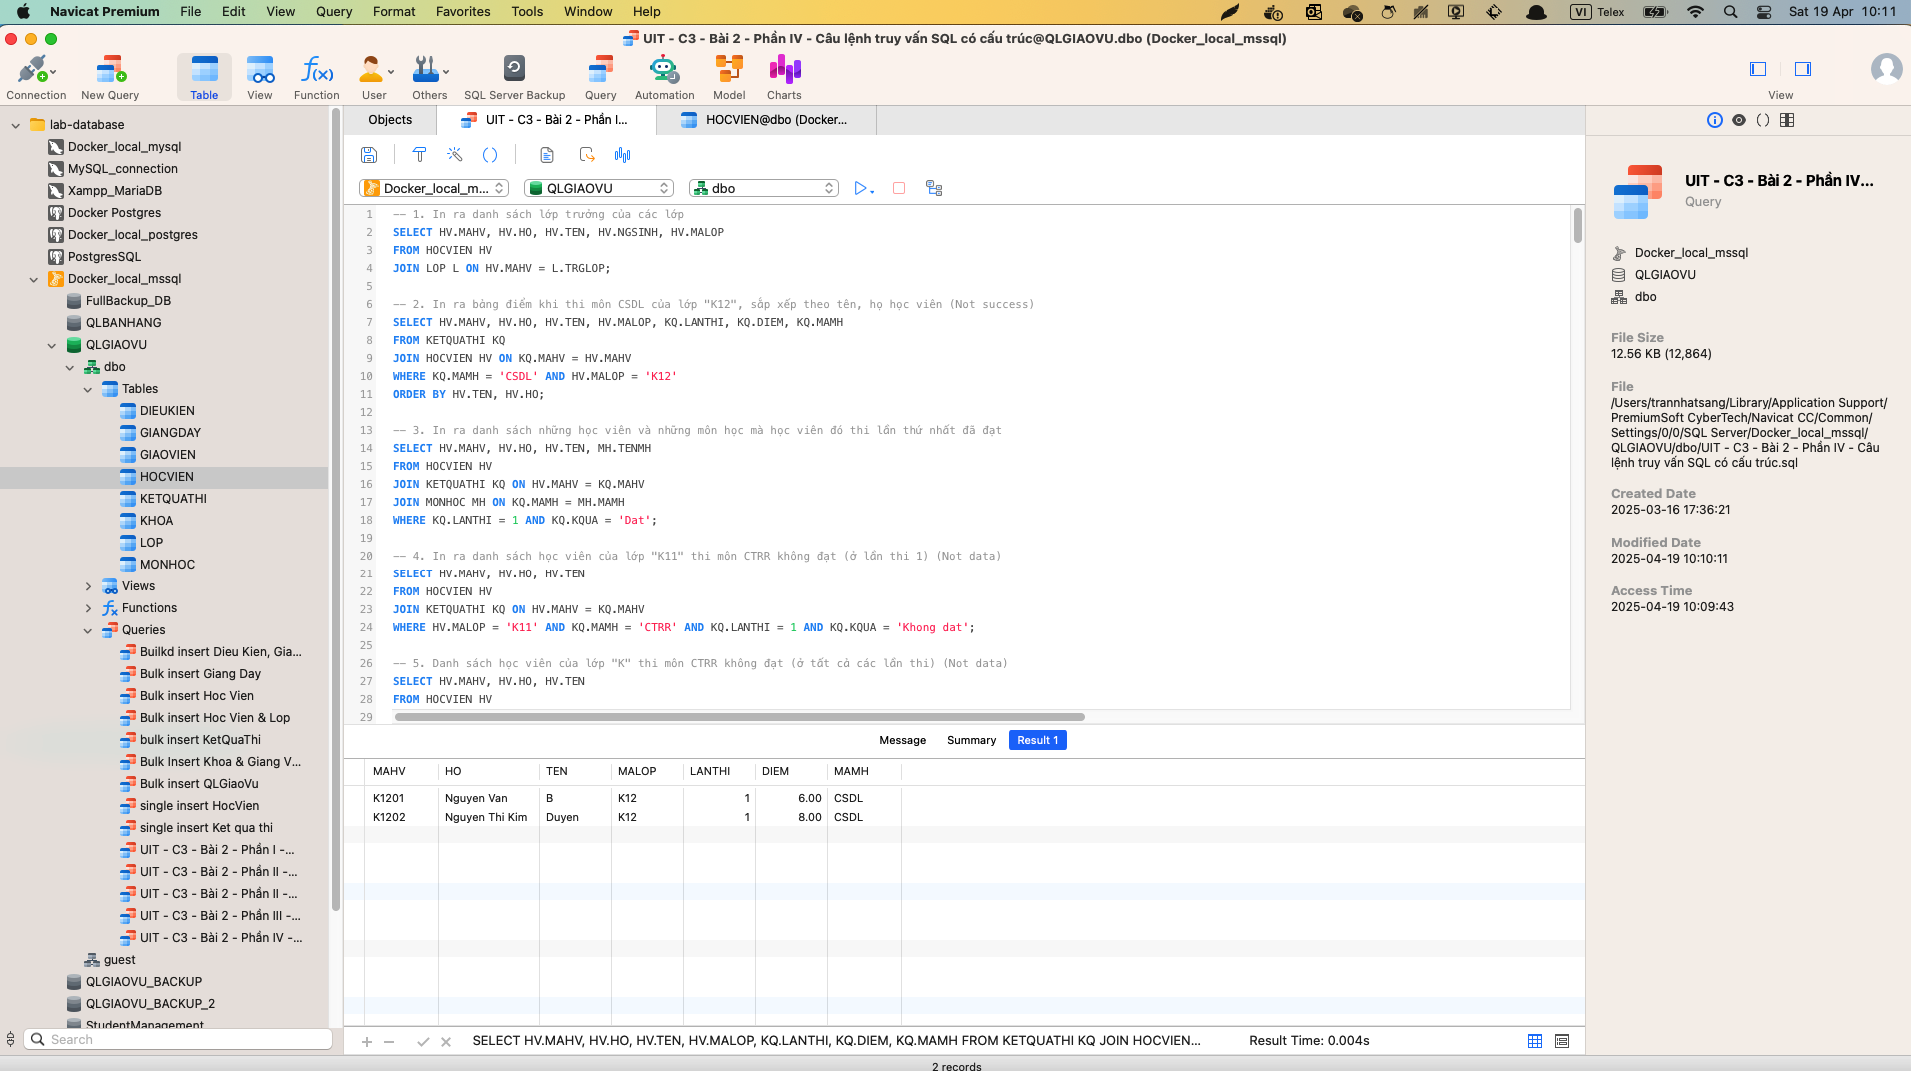 Navicat Premium File Edit View Query Format Favorites Tools Window Help VI Telex Sat 19 Apr 10:11
UIT - C3 - Bài 2 - Phần IV - Câu lệnh truy vấn SQL có cấu trúc@QLGIAOVU.dbo (Docker_local_mssql)
Connection New Query Table View Function User Others SQL Server Backup Query Automation Model Charts View
lab-database
Docker_local_mysql
MySQL_connection
Xampp_MariaDB
Docker Postgres
Docker_local_postgres
PostgresSQL
Docker_local_mssql
FullBackup_DB
QLBANHANG
QLGIAOVU
dbo
Tables
DIEUKIEN
GIANGDAY
GIAOVIEN
HOCVIEN
KETQUATHI
KHOA
LOP
MONHOC
Views
Functions
Queries
Builkd insert Dieu Kien, Gia...
Bulk insert Giang Day
Bulk insert Hoc Vien
Bulk insert Hoc Vien & Lop
bulk insert KetQuaThi
Bulk Insert Khoa & Giang V...
Bulk insert QLGiaoVu
single insert HocVien
single insert Ket qua thi
UIT - C3 - Bài 2 - Phần I -...
UIT - C3 - Bài 2 - Phần II -...
UIT - C3 - Bài 2 - Phần II -...
UIT - C3 - Bài 2 - Phần III -...
UIT - C3 - Bài 2 - Phần IV -...
guest
QLGIAOVU_BACKUP
QLGIAOVU_BACKUP_2
StudentManagement
Search
Objects UIT - C3 - Bài 2 - Phần I... HOCVIEN@dbo (Docker...
Docker_local_m... QLGIAOVU dbo
1 -- 1. In ra danh sách lớp trưởng của các lớp
2 SELECT HV.MAHV, HV.HO, HV.TEN, HV.NGSINH, HV.MALOP
3 FROM HOCVIEN HV
4 JOIN LOP L ON HV.MAHV = L.TRGLOP;
5
6 -- 2. In ra bảng điểm khi thi môn CSDL của lớp "K12", sắp xếp theo tên, họ học viên (Not success)
7 SELECT HV.MAHV, HV.HO, HV.TEN, HV.MALOP, KQ.LANTHI, KQ.DIEM, KQ.MAMH
8 FROM KETQUATHI KQ
9 JOIN HOCVIEN HV ON KQ.MAHV = HV.MAHV
10 WHERE KQ.MAMH = 'CSDL' AND HV.MALOP = 'K12'
11 ORDER BY HV.TEN, HV.HO;
12
13 -- 3. In ra danh sách những học viên và những môn học mà học viên đó thi lần thứ nhất đã đạt
14 SELECT HV.MAHV, HV.HO, HV.TEN, MH.TENMH
15 FROM HOCVIEN HV
16 JOIN KETQUATHI KQ ON HV.MAHV = KQ.MAHV
17 JOIN MONHOC MH ON KQ.MAMH = MH.MAMH
18 WHERE KQ.LANTHI = 1 AND KQ.KQUA = 'Dat';
19
20 -- 4. In ra danh sách học viên của lớp "K11" thi môn CTRR không đạt (ở lần thi 1) (Not data)
21 SELECT HV.MAHV, HV.HO, HV.TEN
22 FROM HOCVIEN HV
23 JOIN KETQUATHI KQ ON HV.MAHV = KQ.MAHV
24 WHERE HV.MALOP = 'K11' AND KQ.MAMH = 'CTRR' AND KQ.LANTHI = 1 AND KQ.KQUA = 'Khong dat';
25
26 -- 5. Danh sách học viên của lớp "K" thi môn CTRR không đạt (ở tất cả các lần thi) (Not data)
27 SELECT HV.MAHV, HV.HO, HV.TEN
28 FROM HOCVIEN HV
29
Message Summary Result 1
MAHV HO TEN MALOP LANTHI DIEM MAMH
K1201 Nguyen Van B K12 1 6.00 CSDL
K1202 Nguyen Thi Kim Duyen K12 1 8.00 CSDL
SELECT HV.MAHV, HV.HO, HV.TEN, HV.MALOP, KQ.LANTHI, KQ.DIEM, KQ.MAMH FROM KETQUATHI KQ JOIN HOCVIEN... Result Time: 0.004s
2 records
UIT - C3 - Bài 2 - Phần IV...
Query
Docker_local_mssql
QLGIAOVU
dbo
File Size
12.56 KB (12,864)
File
/Users/trannhatsang/Library/Application Support/
PremiumSoft CyberTech/Navicat CC/Common/
Settings/0/0/SQL Server/Docker_local_mssql/
QLGIAOVU/dbo/UIT - C3 - Bài 2 - Phần IV - Câu
lệnh truy vấn SQL có cấu trúc.sql
Created Date
2025-03-16 17:36:21
Modified Date
2025-04-19 10:10:11
Access Time
2025-04-19 10:09:43